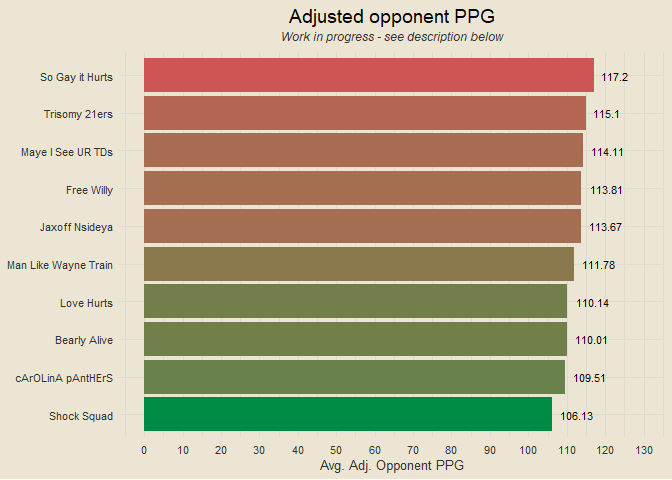 Adjusted opponent PPG
Work in progress - see description below
So Gay it Hurts 117.2
Trisomy 21ers 115.1
Maye I See UR TDs 114.11
Free Willy 113.81
Jaxoff Nsideya 113.67
Man Like Wayne Train 111.78
Love Hurts 110.14
Bearly Alive 110.01
cArOLinA pAntHErS 109.51
Shock Squad 106.13
0 10 20 30 40 50 60 70 80 90 100 110 120 130
Avg. Adj. Opponent PPG